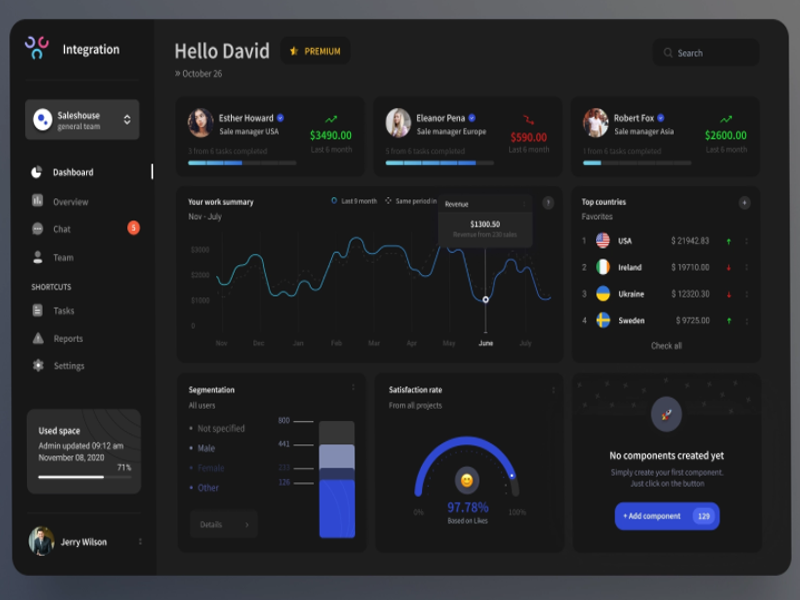 Integration
Saleshouse
general team
Dashboard
Overview
Chat
5
Team
SHORTCUTS
Tasks
Reports
Settings
Used space
Admin updated 09:12 am
November 08, 2020
71%
Jerry Wilson
Hello David
PREMIUM
» October 26
Search
Esther Howard
Sale manager USA
$3490.00
Last 6 month
3 from 6 tasks completed
Eleanor Pena
Sale manager Europe
$590.00
Last 6 month
5 from 6 tasks completed
Robert Fox
Sale manager Asia
$2600.00
Last 6 month
1 from 6 tasks completed
Your work summary
Nov - July
Last 9 month
Same period in
Revenue
$1300.50
$3000
$2000
$1000
0
Nov Dec Jan Feb Mar Apr May June July
Top countries
Favorites
1 USA $ 21942.83
2 Ireland $ 19710.00
3 Ukraine $ 12320.30
4 Sweden $ 9725.00
Check all
Segmentation
All users
Not specified
Male
Female
Other
800
441
233
126
Details
Satisfaction rate
From all projects
0%
97.78%
Based on Likes
100%
No components created yet
Simply create your first component.
Just click on the button
+ Add component 129